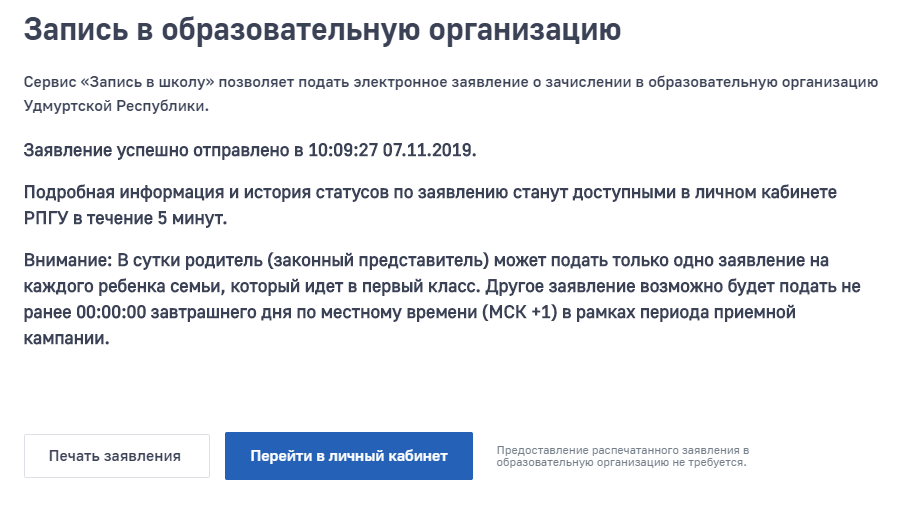 Запись в образовательную организацию
Сервис «Запись в школу» позволяет подать электронное заявление о зачислении в образовательную организацию
Удмуртской Республики.
Заявление успешно отправлено в 10:09:27 07.11.2019.
Подробная информация и история статусов по заявлению станут доступными в личном кабинете
РПГУ в течение 5 минут.
Внимание: В сутки родитель (законный представитель) может подать только одно заявление на
каждого ребенка семьи, который идет в первый класс. Другое заявление возможно будет подать не
ранее 00:00:00 завтрашнего дня по местному времени (МСК +1) в рамках периода приемной
кампании.
Печать заявления
Перейти в личный кабинет
Предоставление распечатанного заявления в
образовательную организацию не требуется.